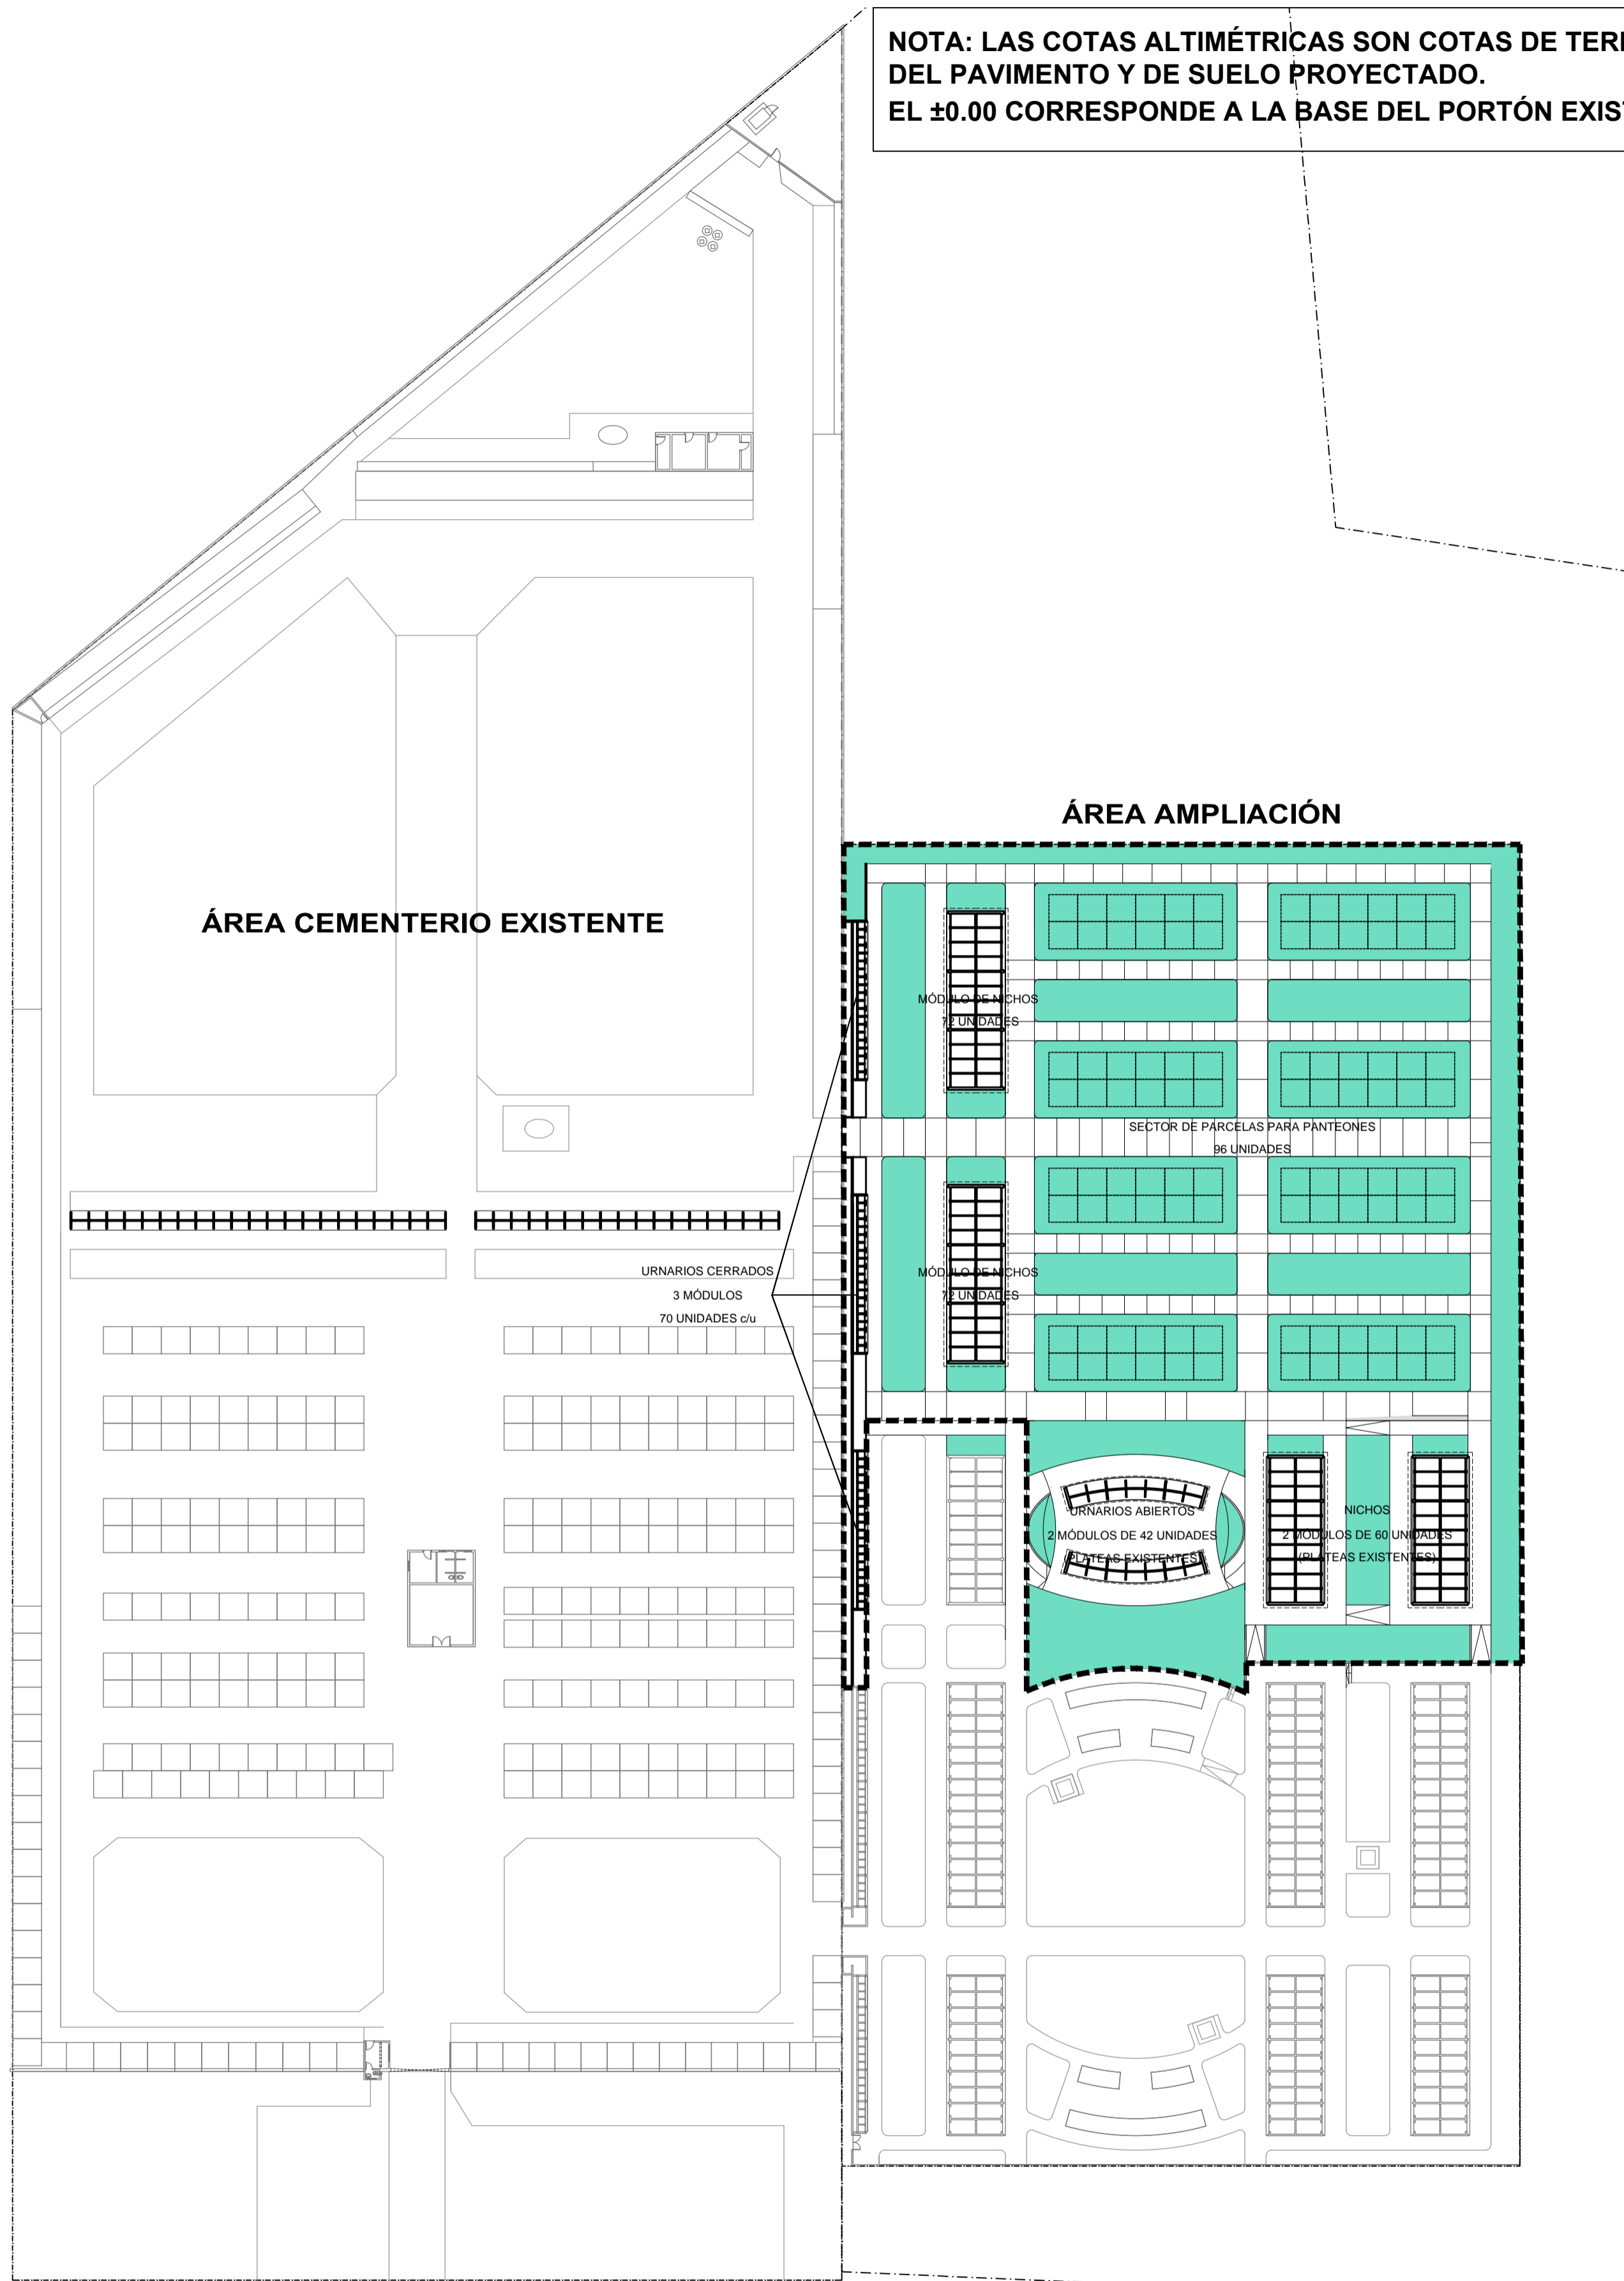 NOTA: LAS COTAS ALTIMÉTRICAS SON COTAS DE
DEL PAVIMENTO Y DE SUELO PROYECTADO.
EL ±0.00 CORRESPONDE A LA BASE DEL PORTÓN
ÁREA AMPLIACIÓN
ÁREA CEMENTERIO EXISTENTE
MÓDULO DE NICHOS
72 UNIDADES
SECTOR DE PARCELAS PARA PANTEONES
96 UNIDADES
URNARIOS CERRADOS
3 MÓDULOS
70 UNIDADES c/u
MÓDULO DE NICHOS
72 UNIDADES
URNARIOS ABIERTOS
2 MÓDULOS DE 42 UNIDADES
(PLATEAS EXISTENTES)
NICHOS
2 MÓDULOS DE 60 UNIDADES
(PLATEAS EXISTENTES)